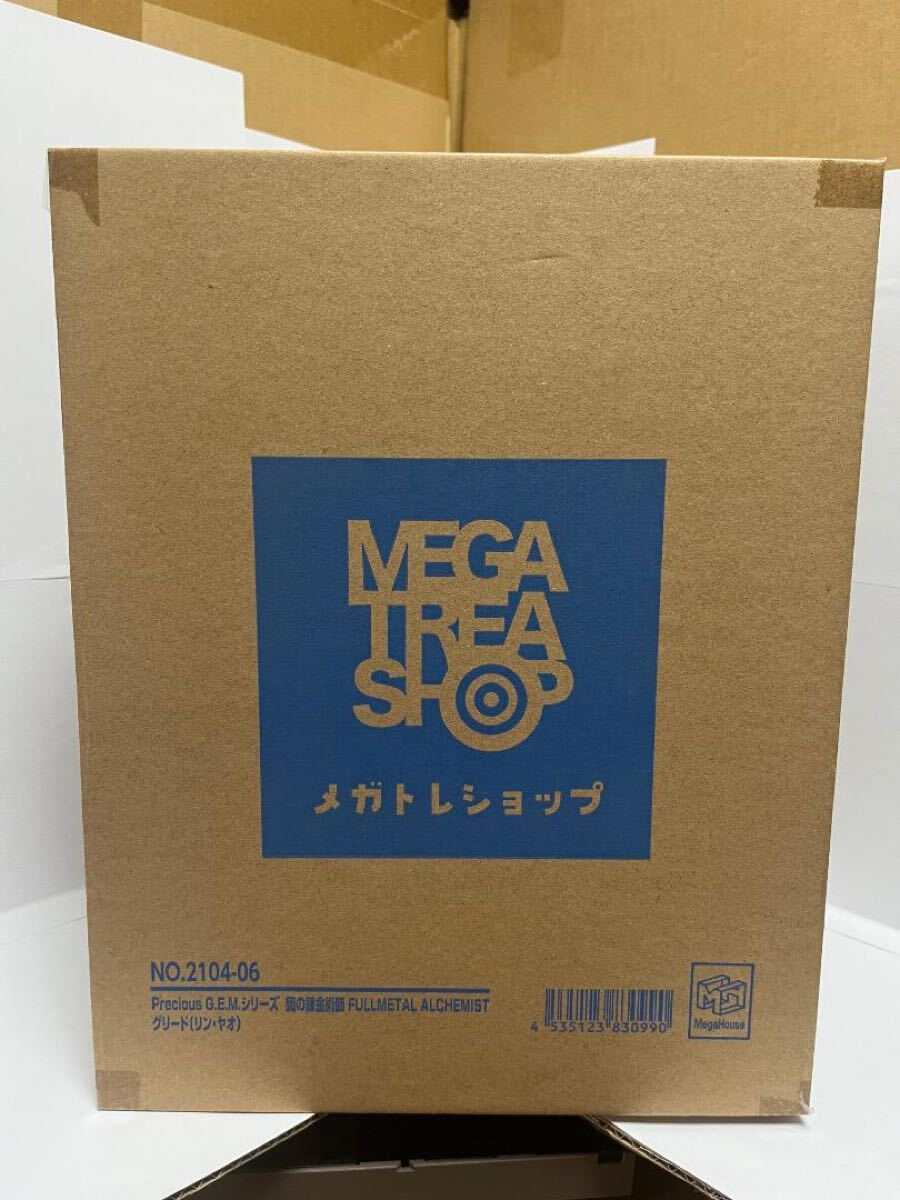 MEGA
TREA
SHOP
メガトレショップ
NO.2104-06
Precious G.E.M.シリーズ 鋼の錬金術師 FULLMETAL ALCHEMIST
グリード(リン・ヤオ)
4 535123 830990
MegaHouse